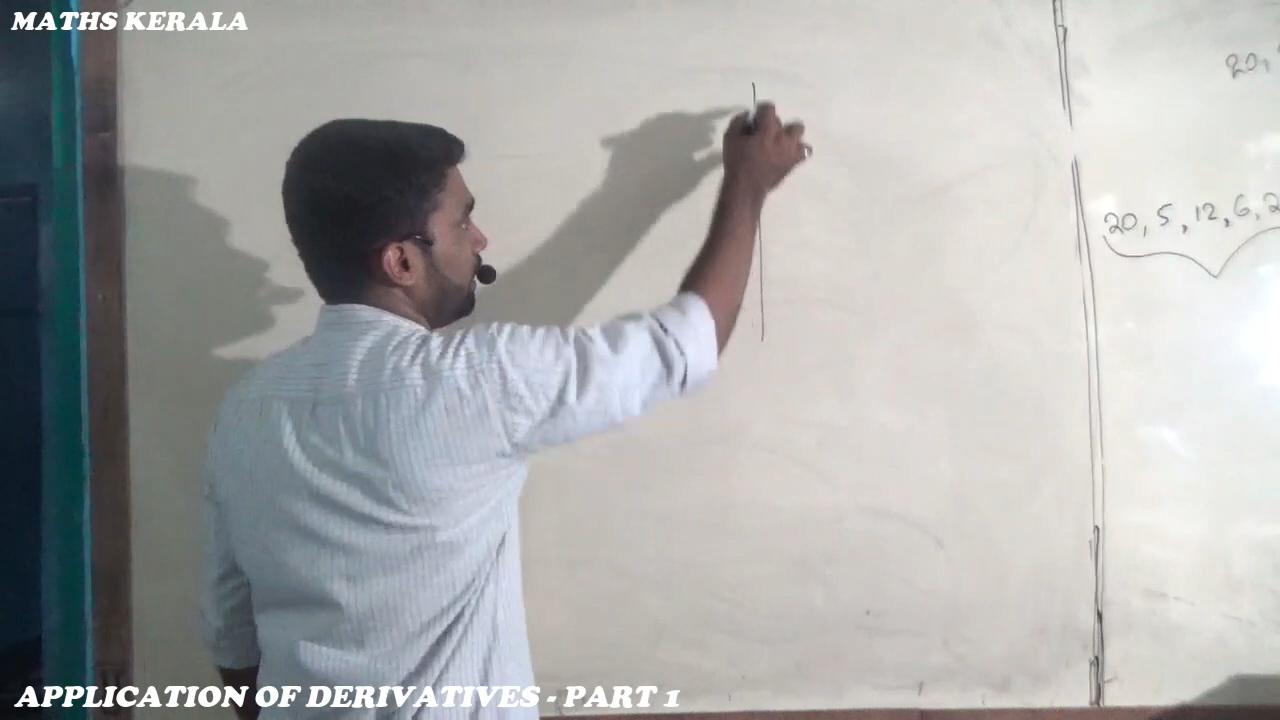 MATHS KERALA
20,
20, 5, 12, 6, 2
APPLICATION OF DERIVATIVES - PART 1